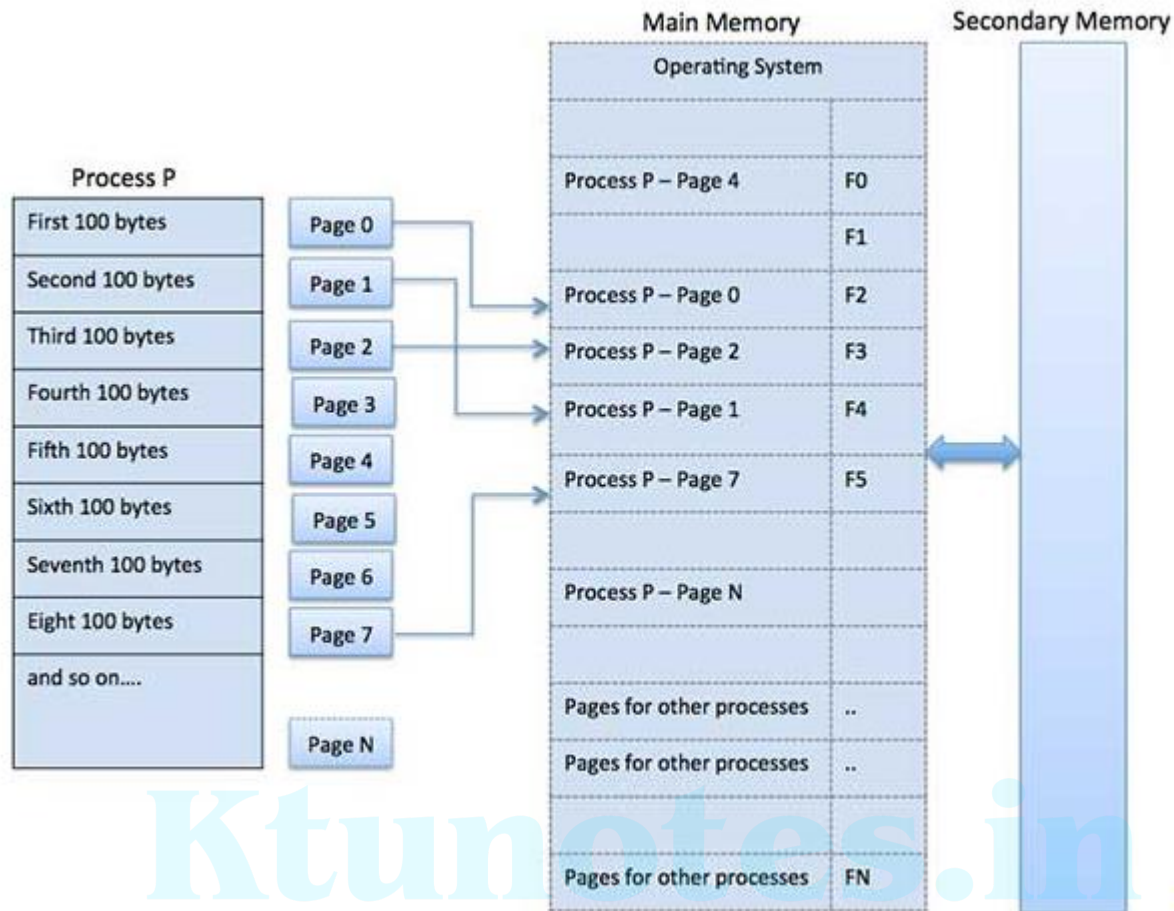 Main Memory
Secondary Memory
Operating System
Process P
First 100 bytes
Second 100 bytes
Third 100 bytes
Fourth 100 bytes
Fifth 100 bytes
Sixth 100 bytes
Seventh 100 bytes
Eight 100 bytes
and so on....
Page 0
Page 1
Page 2
Page 3
Page 4
Page 5
Page 6
Page 7
Page N
Process P – Page 4 F0
F1
Process P – Page 0 F2
Process P – Page 2 F3
Process P – Page 1 F4
Process P – Page 7 F5
Process P – Page N
Pages for other processes ..
Pages for other processes ..
Pages for other processes FN
Ktunotes.in